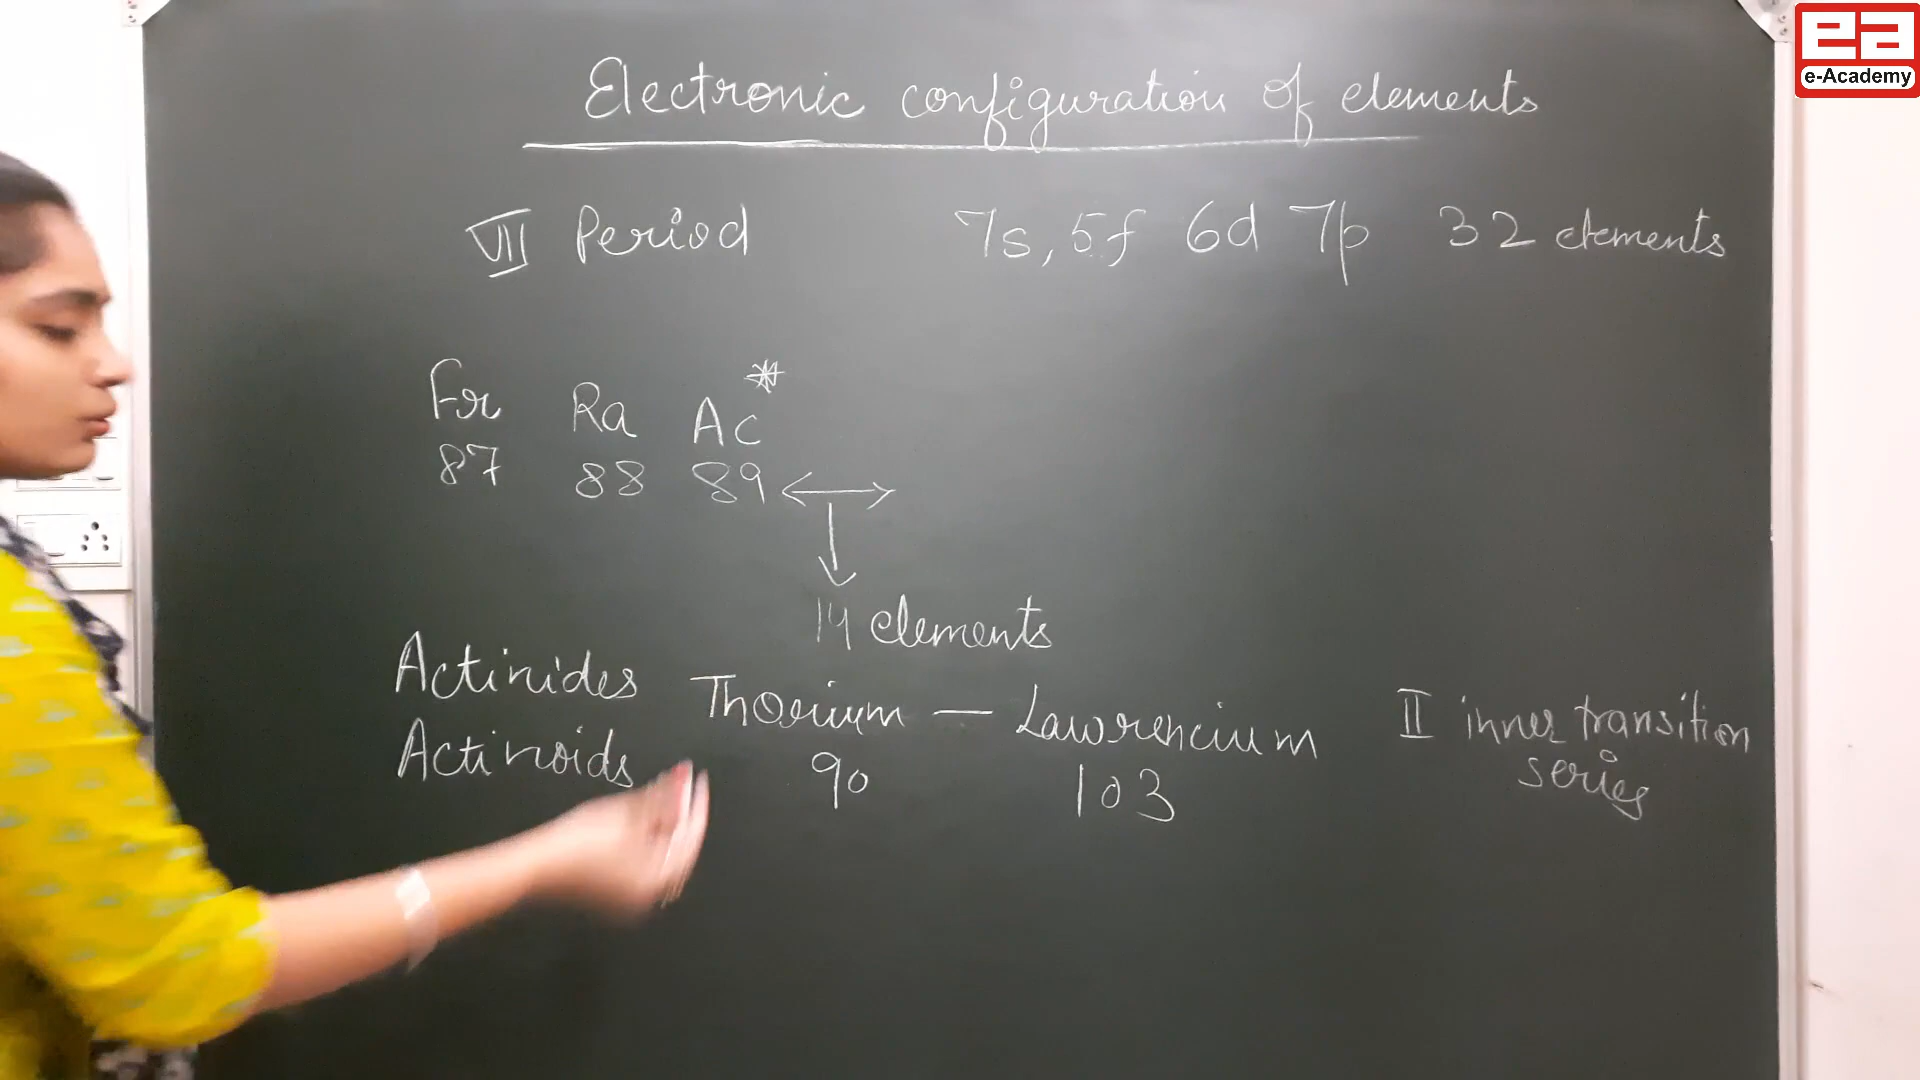 ea
e-Academy
Electronic configuration of elements
VII Period 7s, 5f 6d 7p 32 elements
Fr Ra Ac*
87 88 89
14 elements
Actinides Thorium — Lawrencium II inner transition
Actinoids 90 103 series